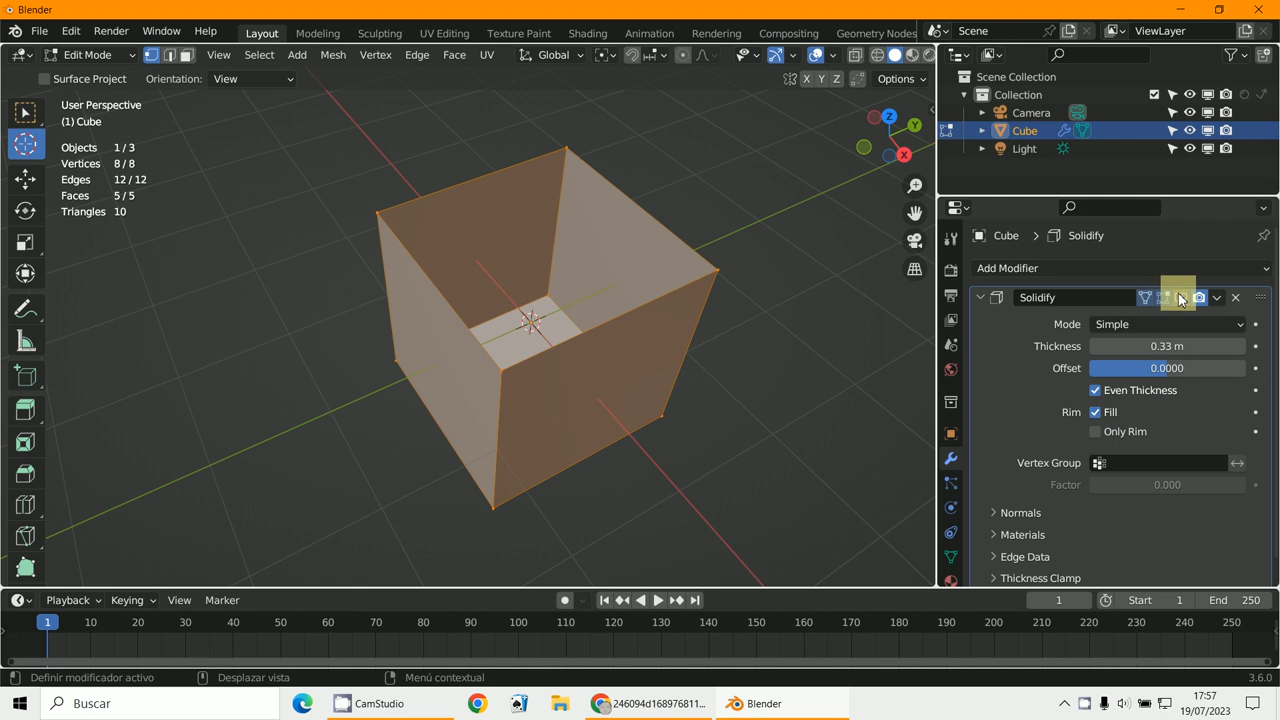 Blender
File Edit Render Window Help Layout Modeling Sculpting UV Editing Texture Paint Shading Animation Rendering Compositing Geometry Nodes Scene ViewLayer
Edit Mode View Select Add Mesh Vertex Edge Face UV Global
Surface Project Orientation: View X Y Z Options
User Perspective
(1) Cube
Objects 1 / 3
Vertices 8 / 8
Edges 12 / 12
Faces 5 / 5
Triangles 10
Z
Y
X
Scene Collection
Collection
Camera
Cube
Light
Cube > Solidify
Add Modifier
Solidify
Mode Simple
Thickness 0.33 m
Offset 0.0000
Even Thickness
Rim Fill
Only Rim
Vertex Group
Factor 0.000
Normals
Materials
Edge Data
Thickness Clamp
Playback Keying View Marker 1 Start 1 End 250
1 10 20 30 40 50 60 70 80 90 100 110 120 130 140 150 160 170 180 190 200 210 220 230 240 250
Definir modificador activo Desplazar vista Menú contextual 3.6.0
Buscar CamStudio 246094d168976811... Blender 17:57
19/07/2023